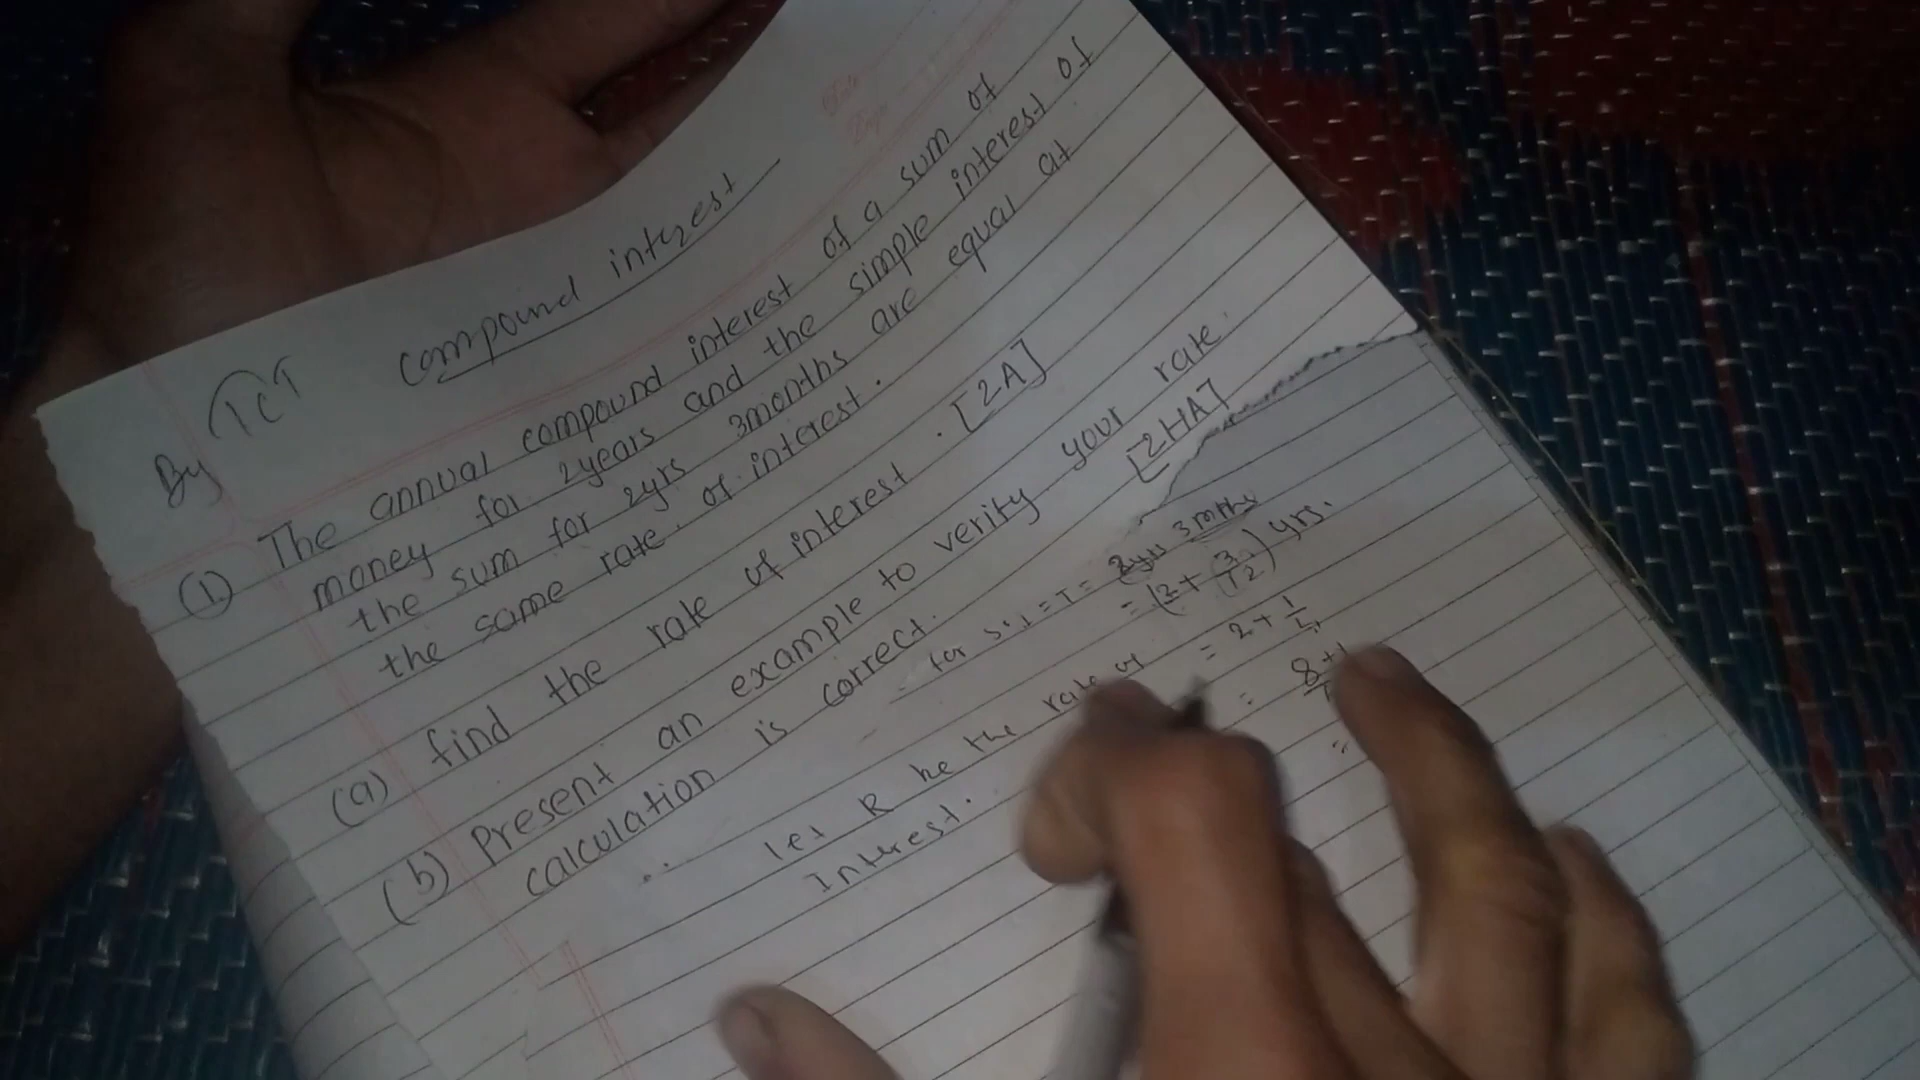 By TCT compound interest
(1.) The annual compound interest of a sum of
money for 2years and the simple interest of
the sum for 2yrs 3months are equal at
the same rate of interest.
(a) find the rate of interest. [2A]
(b) Present an example to verify your rate
calculation is correct. [2HA]
for s.I = T = 2yrs 3mths
= (2 + 3/12) yrs.
let R be the rate of = 2 + 1/4
interest. = 8+1
=